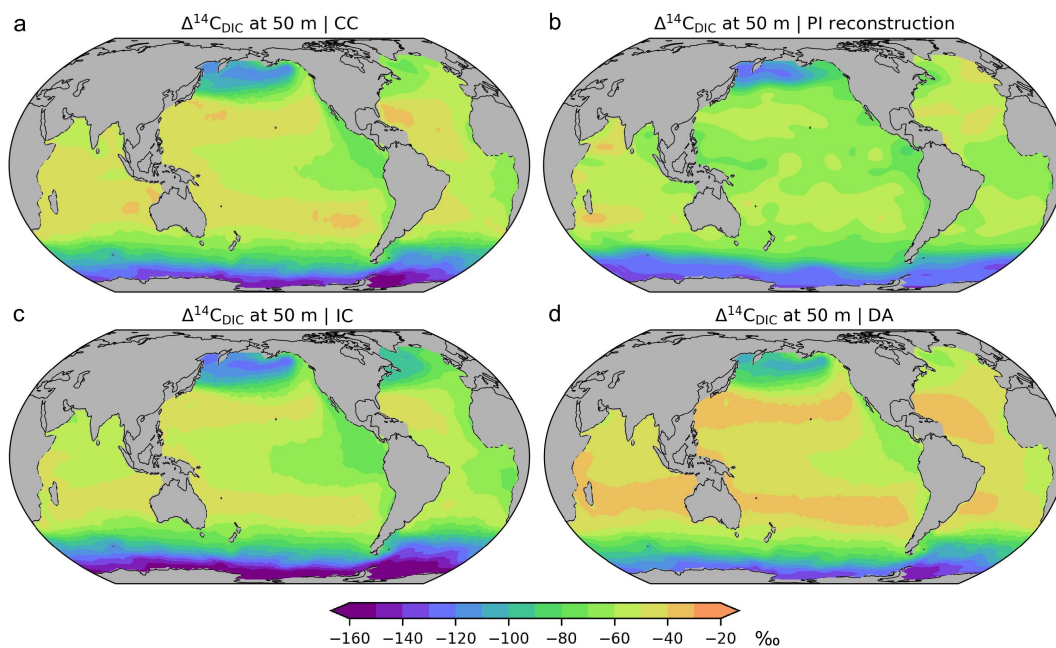 a
Δ¹⁴C_DIC at 50 m | CC
b
Δ¹⁴C_DIC at 50 m | PI reconstruction
c
Δ¹⁴C_DIC at 50 m | IC
d
Δ¹⁴C_DIC at 50 m | DA
−160 −140 −120 −100 −80 −60 −40 −20 ‰